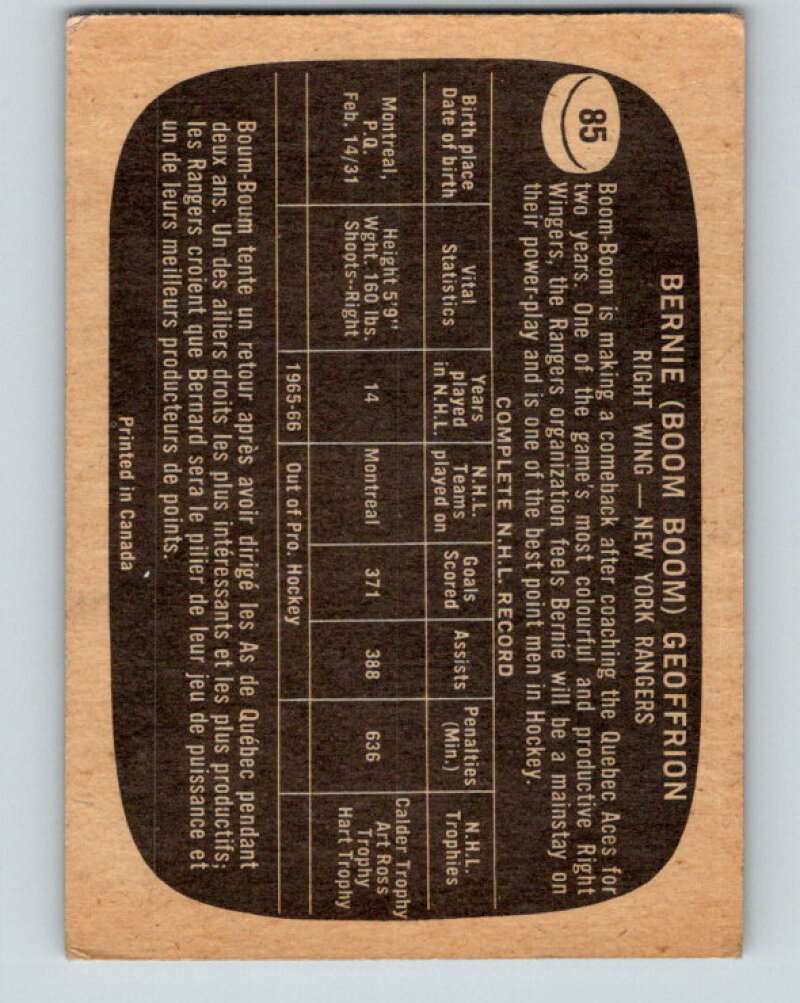 85
BERNIE (BOOM BOOM) GEOFFRION
RIGHT WING — NEW YORK RANGERS
Boom-Boom is making a comeback after coaching the Quebec Aces for
two years. One of the game's most colourful and productive Right
Wingers, the Rangers organization feels Bernie will be a mainstay on
their power-play and is one of the best point men in Hockey.
COMPLETE N.H.L. RECORD
Birth place
Date of birth
Vital
Statistics
Years
played
in N.H.L.
N.H.L.
Teams
played on
Goals
Scored
Assists
Penalties
(Min.)
N.H.L.
Trophies
Montreal,
P.Q.
Feb. 14/31
Height 5'9"
Wght. 160 lbs.
Shoots--Right
14
Montreal
371
388
636
Calder Trophy
Art Ross
Trophy
Hart Trophy
1965-66
Out of Pro. Hockey
Boum-Boum tente un retour après avoir dirigé les As de Québec pendant
deux ans. Un des ailiers droits les plus intéressants et les plus productifs;
les Rangers croient que Bernard sera le pilier de leur jeu de puissance et
un de leurs meilleurs producteurs de points.
Printed in Canada